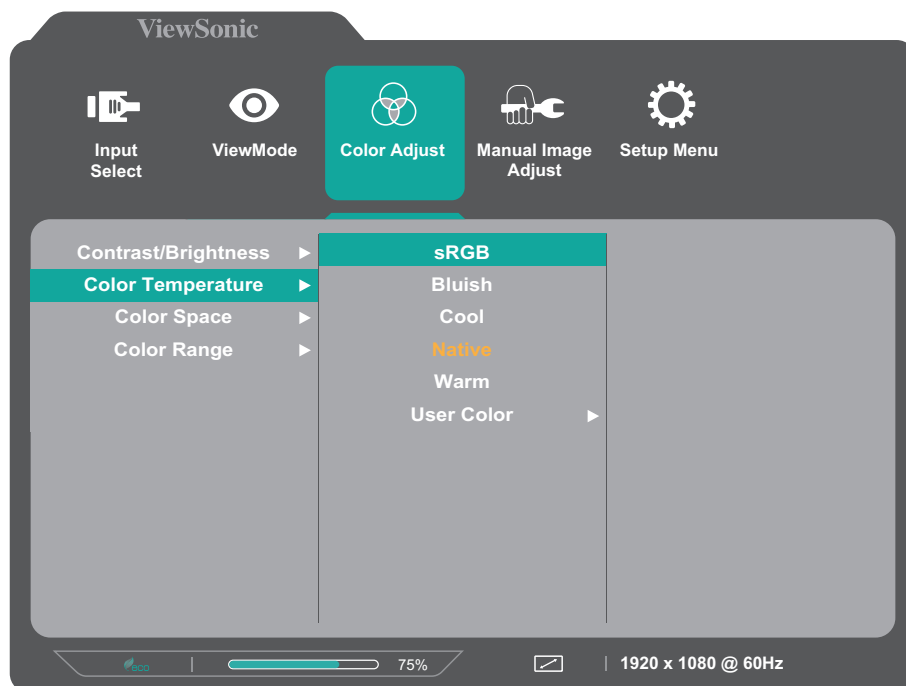 ViewSonic
Input
Select
ViewMode
Color Adjust
Manual Image
Adjust
Setup Menu
Contrast/Brightness
Color Temperature
Color Space
Color Range
sRGB
Bluish
Cool
Native
Warm
User Color
eco
75%
1920 x 1080 @ 60Hz